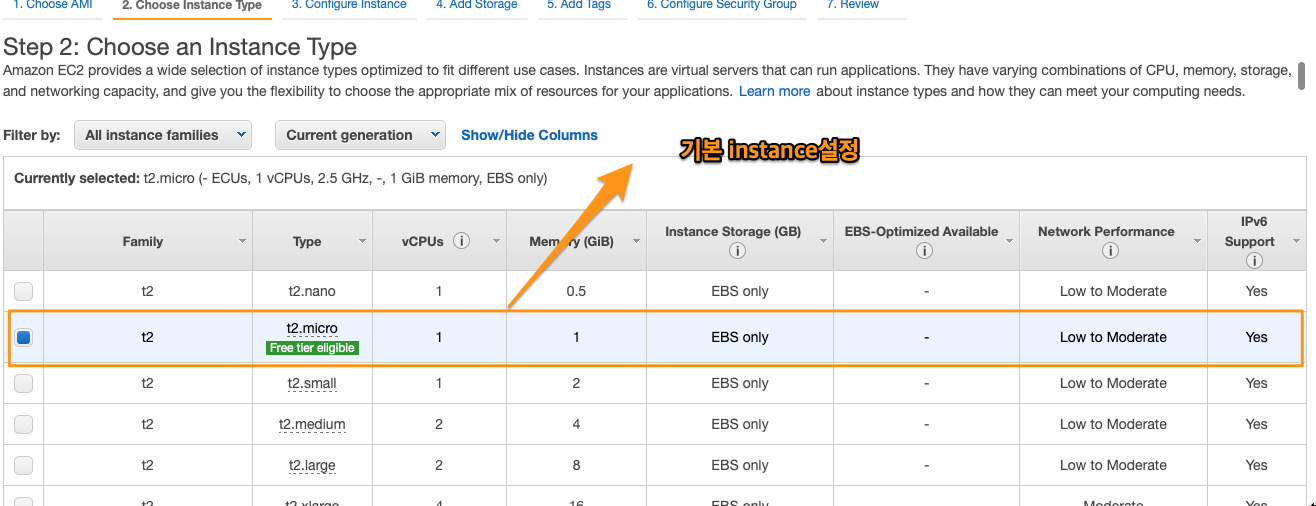 1. Choose AMI 2. Choose Instance Type 3. Configure Instance 4. Add Storage 5. Add Tags 6. Configure Security Group 7. Review
Step 2: Choose an Instance Type
Amazon EC2 provides a wide selection of instance types optimized to fit different use cases. Instances are virtual servers that can run applications. They have varying combinations of CPU, memory, storage,
and networking capacity, and give you the flexibility to choose the appropriate mix of resources for your applications. Learn more about instance types and how they can meet your computing needs.
Filter by: All instance families Current generation Show/Hide Columns
기본 instance설정
Currently selected: t2.micro (- ECUs, 1 vCPUs, 2.5 GHz, -, 1 GiB memory, EBS only)
Family Type vCPUs Memory (GiB) Instance Storage (GB) EBS-Optimized Available Network Performance IPv6 Support
t2 t2.nano 1 0.5 EBS only - Low to Moderate Yes
t2 t2.micro 1 1 EBS only - Low to Moderate Yes
Free tier eligible
t2 t2.small 1 2 EBS only - Low to Moderate Yes
t2 t2.medium 2 4 EBS only - Low to Moderate Yes
t2 t2.large 2 8 EBS only - Low to Moderate Yes
t2 t2.xlarge 4 16 EBS only - Moderate Yes